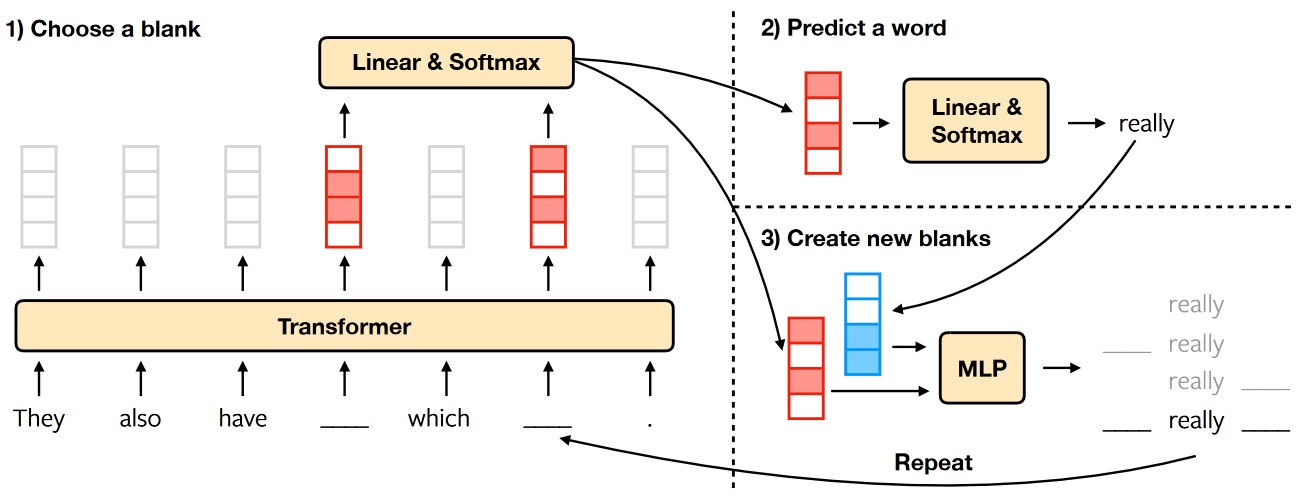 1) Choose a blank
Linear & Softmax
Transformer
They also have ____ which ____ .
2) Predict a word
Linear &
Softmax
really
3) Create new blanks
MLP
really
____ really
really ____
____ really ____
Repeat